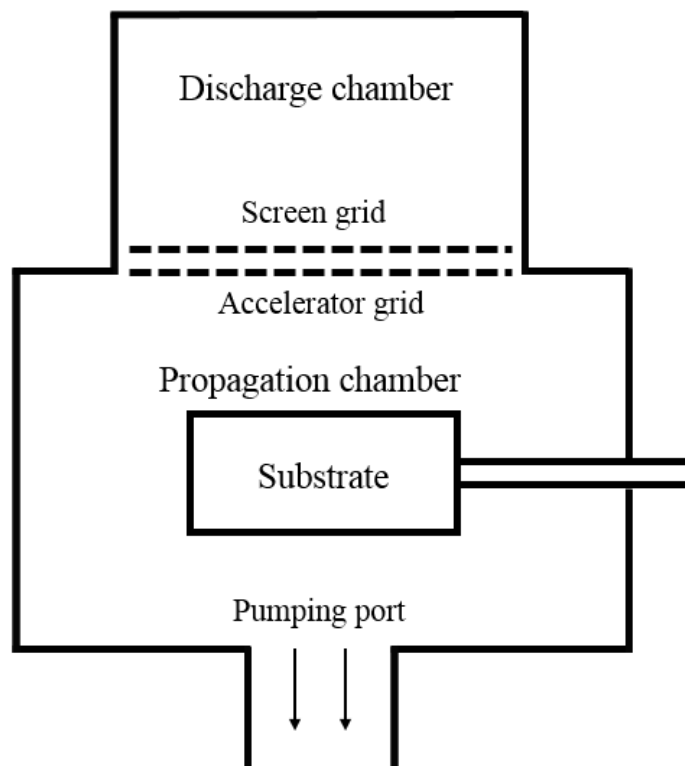 Discharge chamber
Screen grid
Accelerator grid
Propagation chamber
Substrate
Pumping port